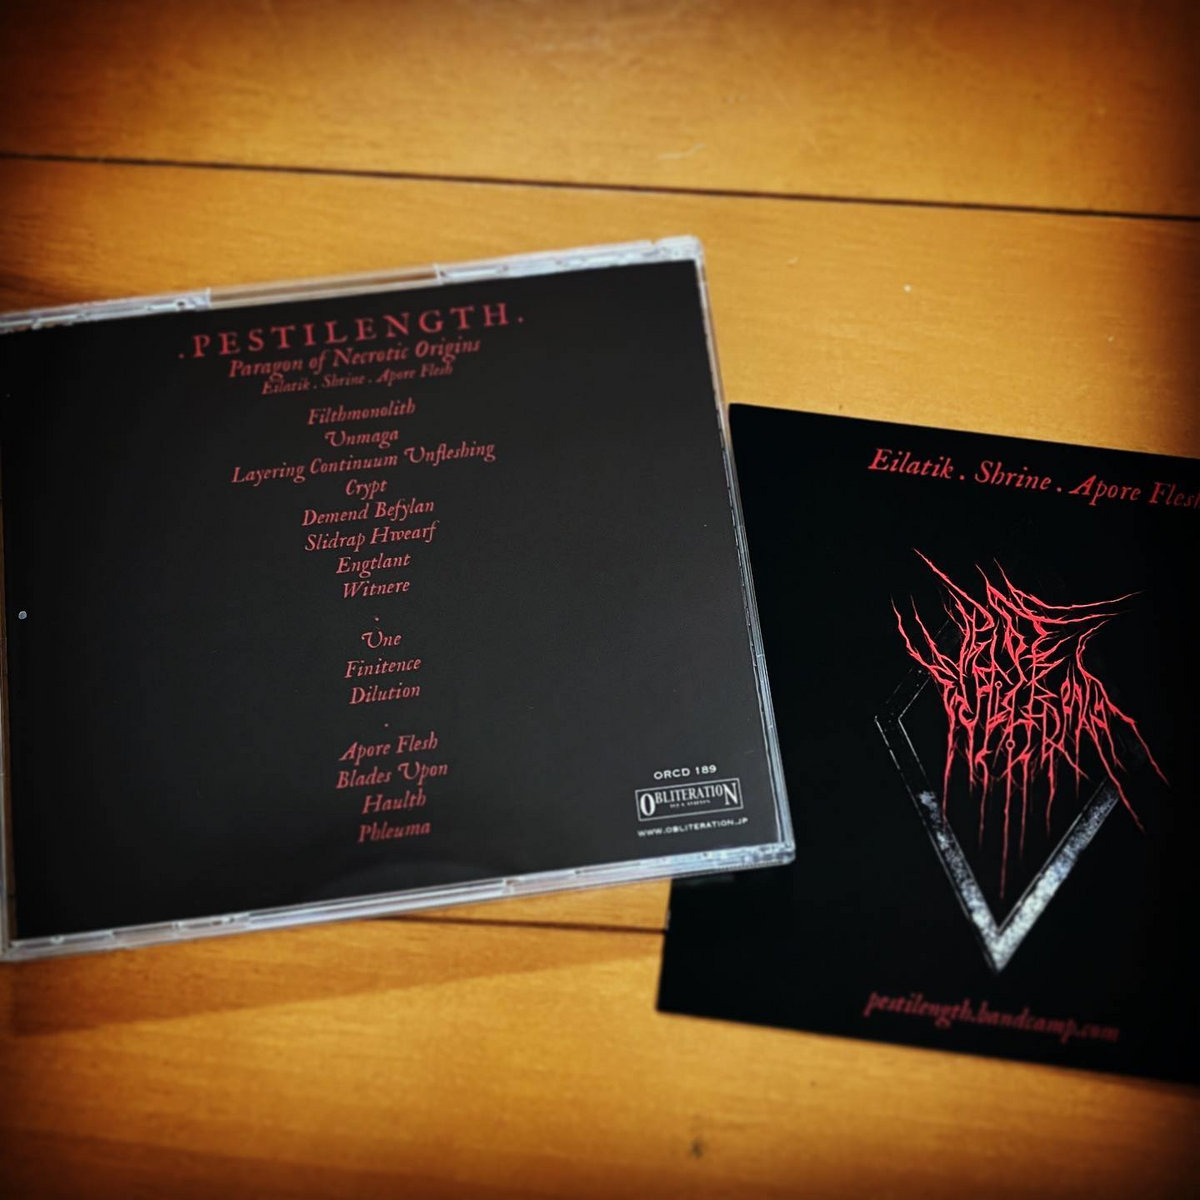 .PESTILENGTH.
Paragon of Necrotic Origins
Eilatik . Shrine . Apore Flesh
Filthmonolith
Unmaga
Layering Continuum Unfleshing
Crypt
Demend Befylan
Slidrap Hwearf
Engtlant
Witnere
.
Une
Finitence
Dilution
.
Apore Flesh
Blades Upon
Haulth
Phleuma
ORCD 189
OBLITERATION
WWW.OBLITERATION.JP
Eilatik . Shrine . Apore Flesh
pestilength.bandcamp.com